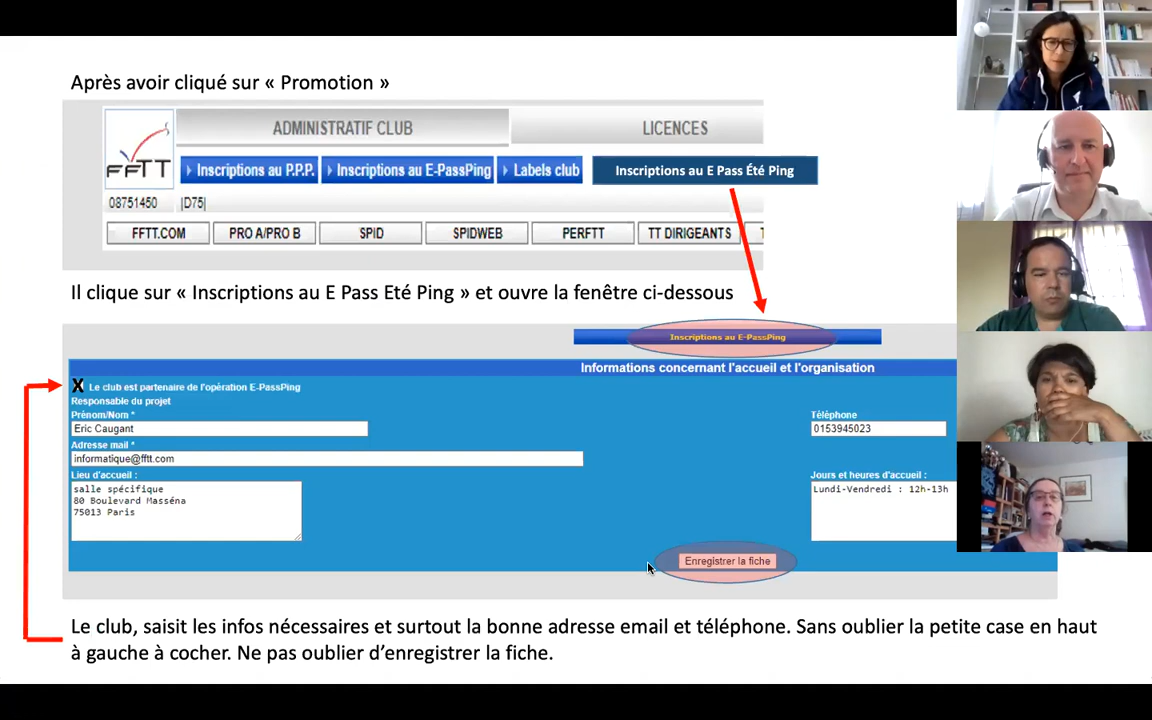 Après avoir cliqué sur « Promotion »
ADMINISTRATIF CLUB
LICENCES
FFTT
Inscriptions au P.P.P.
Inscriptions au E-PassPing
Labels club
Inscriptions au E Pass Été Ping
08751450 |D75|
FFTT.COM
PRO A/PRO B
SPID
SPIDWEB
PERFTT
TT DIRIGEANTS
Il clique sur « Inscriptions au E Pass Eté Ping » et ouvre la fenêtre ci-dessous
Inscriptions au E-PassPing
Informations concernant l'accueil et l'organisation
X Le club est partenaire de l'opération E-PassPing
Responsable du projet
Prénom/Nom *
Eric Caugant
Téléphone
0153945023
Adresse mail *
informatique@fftt.com
Lieu d'accueil :
salle spécifique
80 Boulevard Masséna
75013 Paris
Jours et heures d'accueil :
Lundi-Vendredi : 12h-13h
Enregistrer la fiche
Le club, saisit les infos nécessaires et surtout la bonne adresse email et téléphone. Sans oublier la petite case en haut
à gauche à cocher. Ne pas oublier d'enregistrer la fiche.